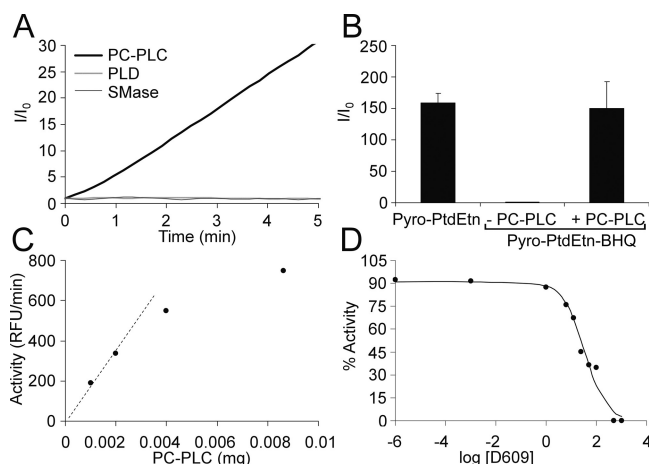 A
I/I0
30
25
20
15
10
5
0
PC-PLC
PLD
SMase
0 1 2 3 4 5
Time (min)
B
I/I0
250
200
150
100
50
0
Pyro-PtdEtn - PC-PLC + PC-PLC
Pyro-PtdEtn-BHQ
C
Activity (RFU/min)
800
600
400
200
0
0 0.002 0.004 0.006 0.008 0.01
PC-PLC (mg)
D
% Activity
105
90
75
60
45
30
15
0
-6 -4 -2 0 2 4
log [D609]